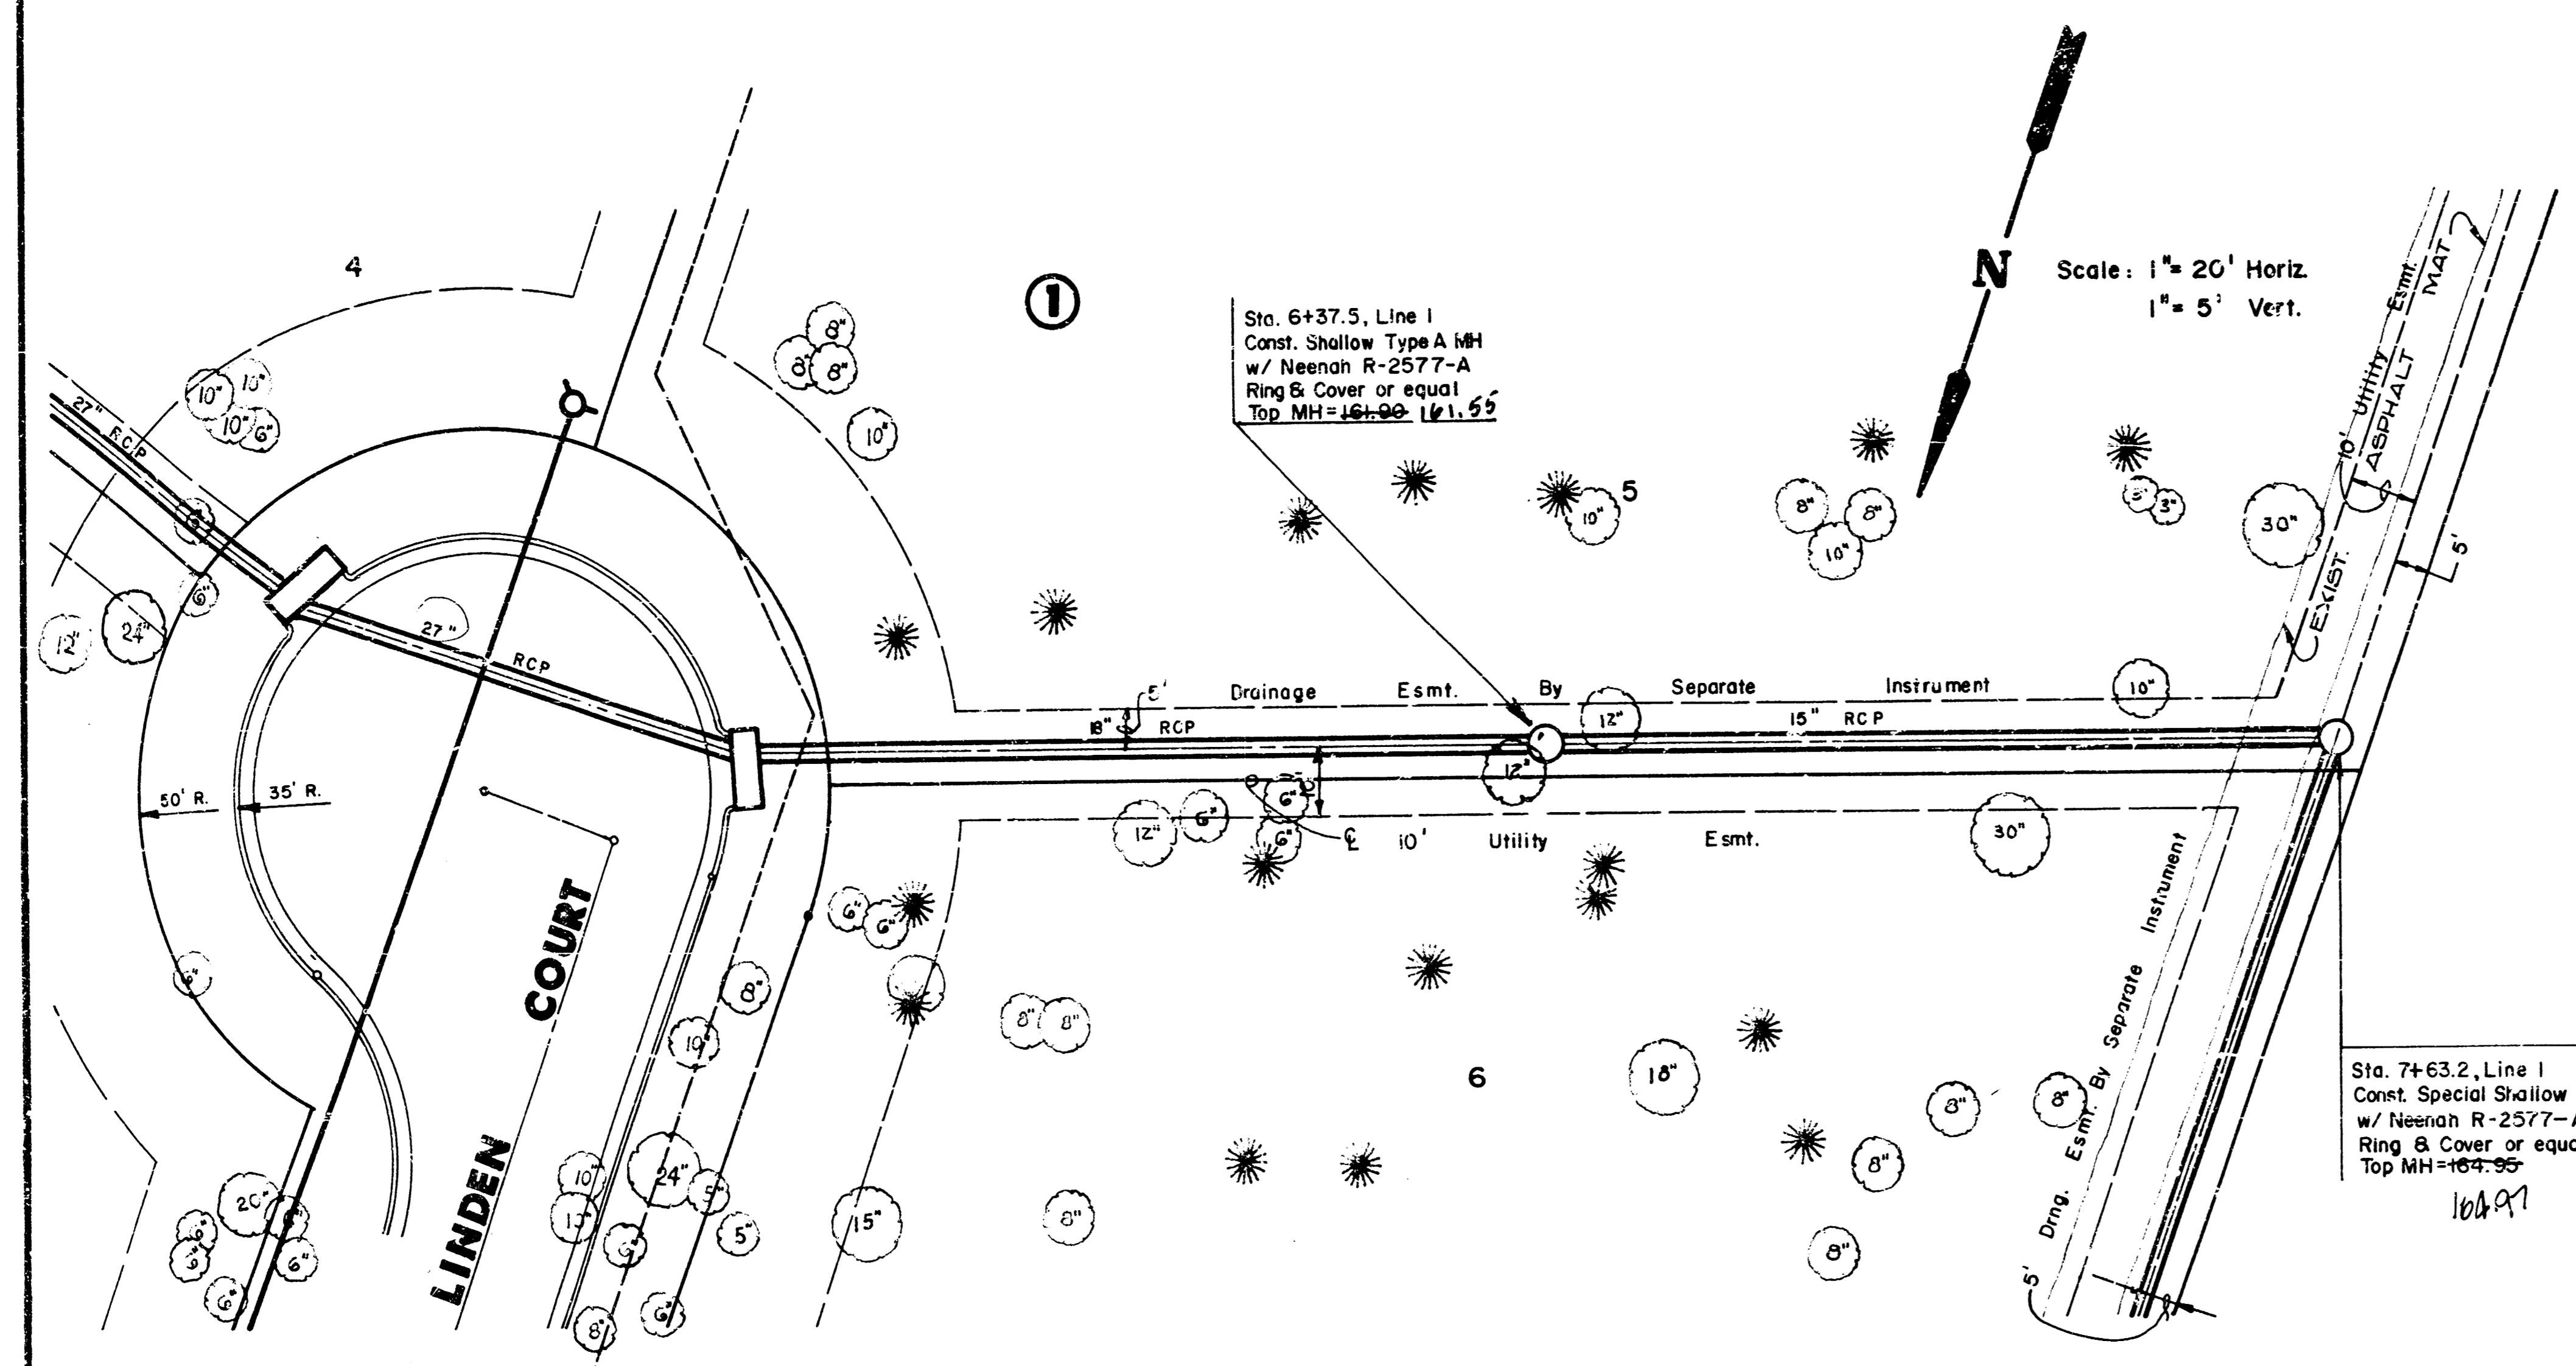 4
①
N
Scale: 1"= 20' Horiz.
1"= 5' Vert.
Sta. 6+37.5, Line 1
Const. Shallow Type A MH
w/ Neenah R-2577-A
Ring & Cover or equal
Top MH = 161.90 161.55
10' Utility Esmt.
EXIST. ASPHALT MAT
5'
8"
8"
8"
10"
10"
10"
10"
6"
27" RCP
5
10"
8"
8"
10"
3"
30"
6"
24"
12"
27" RCP
5' Drainage Esmt. By Separate Instrument
18" RCP
12"
15" RCP
10"
12"
50' R.
35' R.
10'
6"
6"
6"
12"
℄ 10' Utility Esmt.
30"
LINDEN COURT
6"
6"
8"
10"
8"
8"
6
18"
8"
8"
8"
8"
Drng. Esmt. By Separate Instrument
5'
Sta. 7+63.2, Line 1
Const. Special Shallow
w/ Neenah R-2577-
Ring & Cover or
Top MH = 164.95
164.97
20"
6"
6"
6"
10"
24"
5"
5"
15"
8"
8"
6"